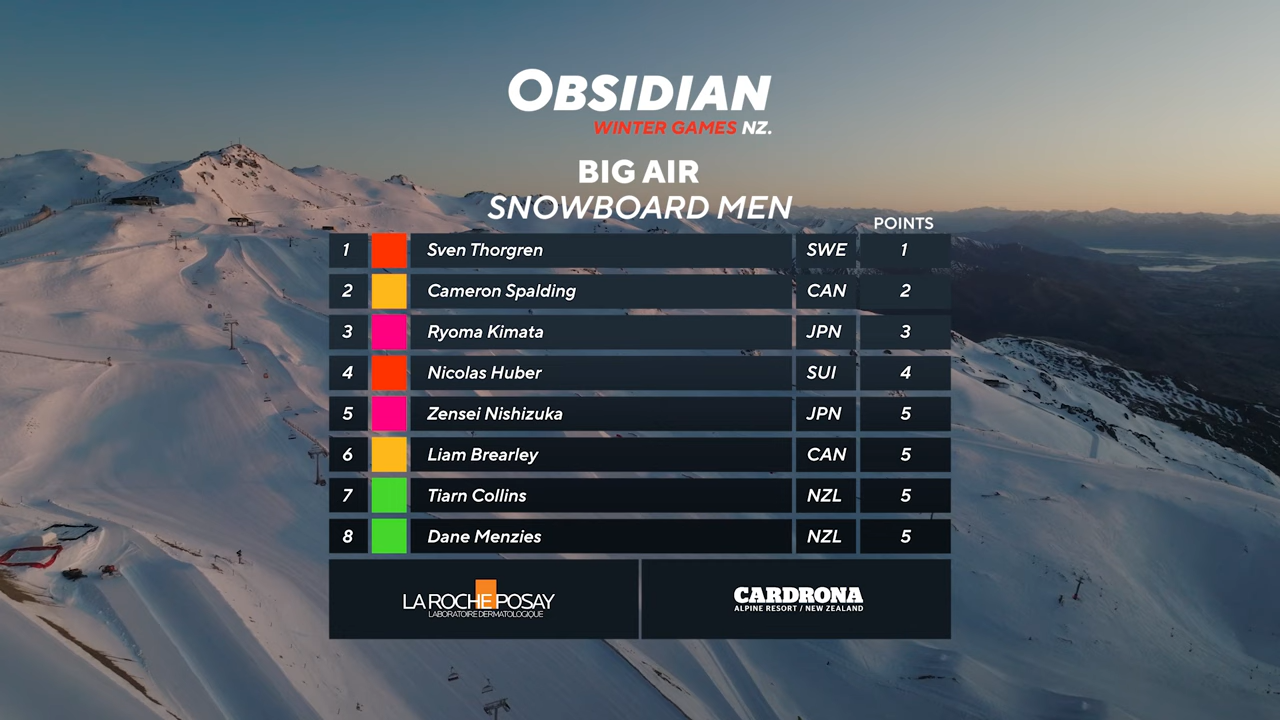 OBSIDIAN
WINTER GAMES NZ.
BIG AIR
SNOWBOARD MEN
POINTS
1 Sven Thorgren SWE 1
2 Cameron Spalding CAN 2
3 Ryoma Kimata JPN 3
4 Nicolas Huber SUI 4
5 Zensei Nishizuka JPN 5
6 Liam Brearley CAN 5
7 Tiarn Collins NZL 5
8 Dane Menzies NZL 5
LA ROCHE POSAY
LABORATOIRE DERMATOLOGIQUE
CARDRONA
ALPINE RESORT / NEW ZEALAND